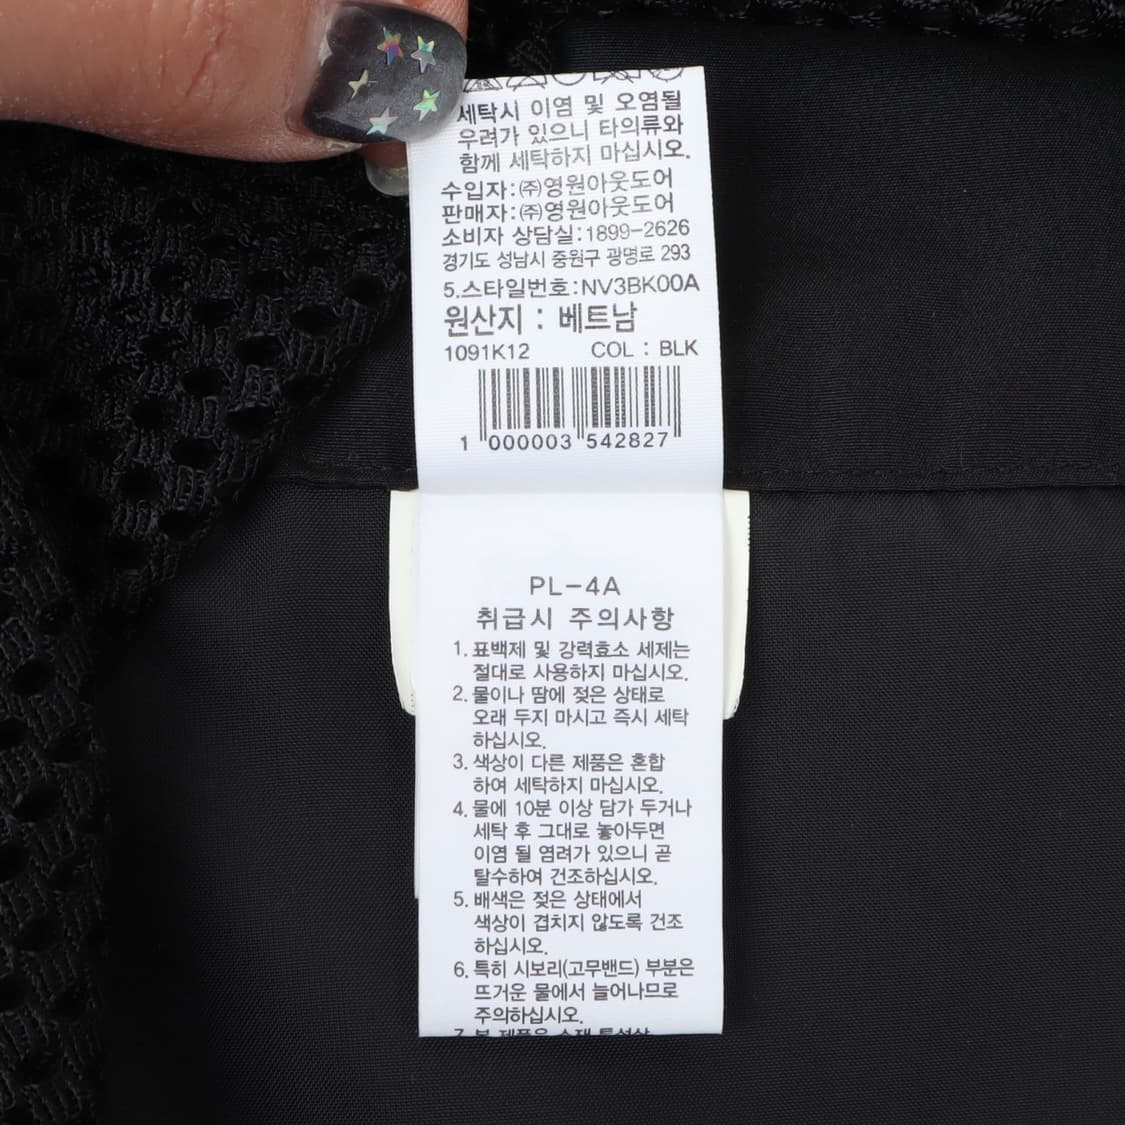 세탁시 이염 및 오염될
우려가 있으니 타의류와
함께 세탁하지 마십시오.
수입자:㈜영원아웃도어
판매자:㈜영원아웃도어
소비자 상담실:1899-2626
경기도 성남시 중원구 광명로 293
5.스타일번호:NV3BK00A
원산지 : 베트남
1091K12 COL : BLK
1 000003 542827
PL-4A
취급시 주의사항
1. 표백제 및 강력효소 세제는
절대로 사용하지 마십시오.
2. 물이나 땀에 젖은 상태로
오래 두지 마시고 즉시 세탁
하십시오.
3. 색상이 다른 제품은 혼합
하여 세탁하지 마십시오.
4. 물에 10분 이상 담가 두거나
세탁 후 그대로 놓아두면
이염 될 염려가 있으니 곧
탈수하여 건조하십시오.
5. 배색은 젖은 상태에서
색상이 겹치지 않도록 건조
하십시오.
6. 특히 시보리(고무밴드) 부분은
뜨거운 물에서 늘어나므로
주의하십시오.
7. 본 제품은 소재 특성상